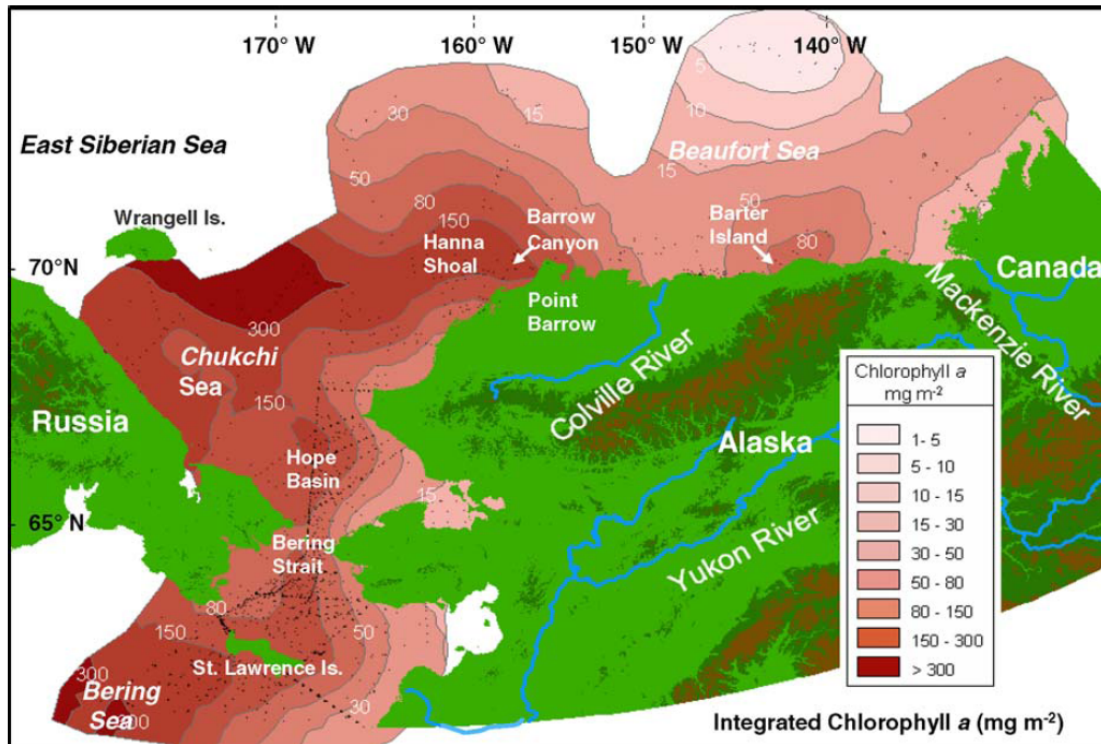 170° W
160° W
150° W
140° W
5
10
15
30
15
East Siberian Sea
Beaufort Sea
50
80
150
50
80
Wrangell Is.
Barrow
Canyon
Barter
Island
Hanna
Shoal
70°N
Canada
Point
Barrow
Mackenzie River
300
Chukchi
Sea
150
Colville River
Chlorophyll a
mg m-2
1- 5
5 - 10
10 - 15
15 - 30
30 - 50
50 - 80
80 - 150
150 - 300
> 300
Russia
Alaska
Hope
Basin
15
65° N
Bering
Strait
Yukon River
80
150
50
St. Lawrence Is.
300
Bering
Sea
30
Integrated Chlorophyll a (mg m-2)